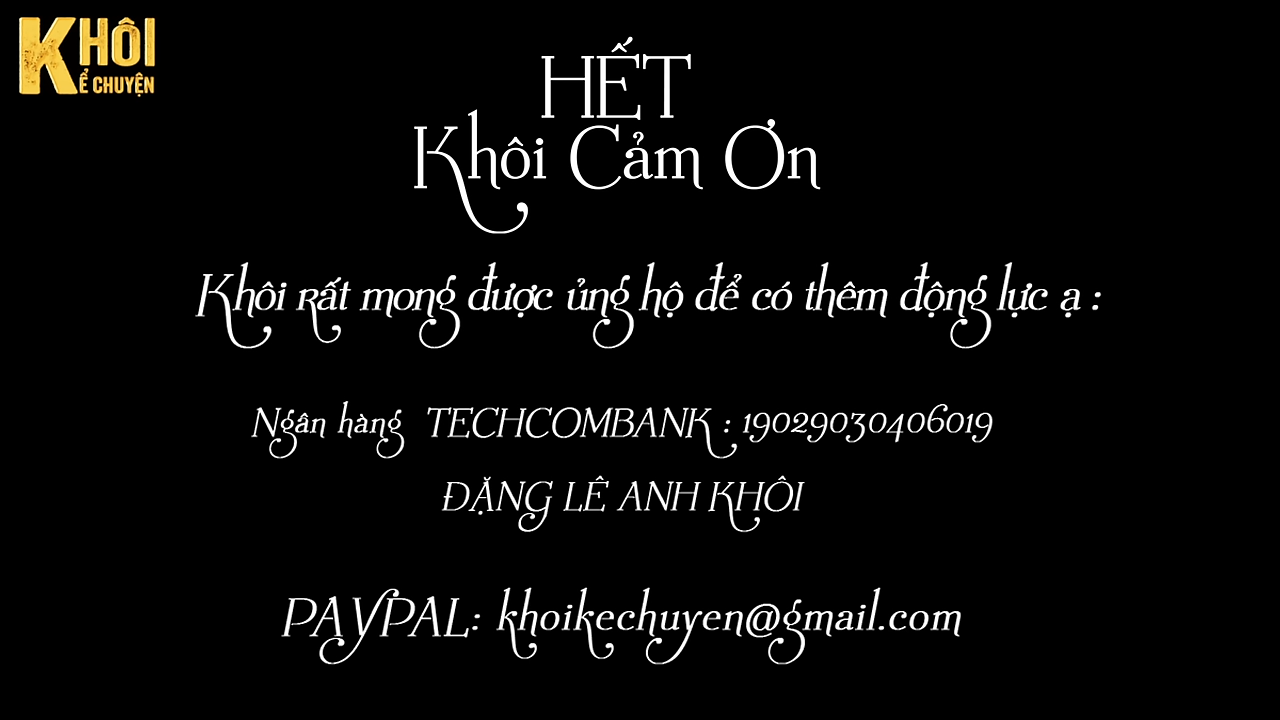 KHÔI
KỂ CHUYỆN
HẾT
Khôi Cảm Ơn
Khôi rất mong được ủng hộ để có thêm động lực ạ :
Ngân hàng TECHCOMBANK : 19029030406019
ĐẶNG LÊ ANH KHÔI
PAYPAL: khoikechuyen@gmail.com